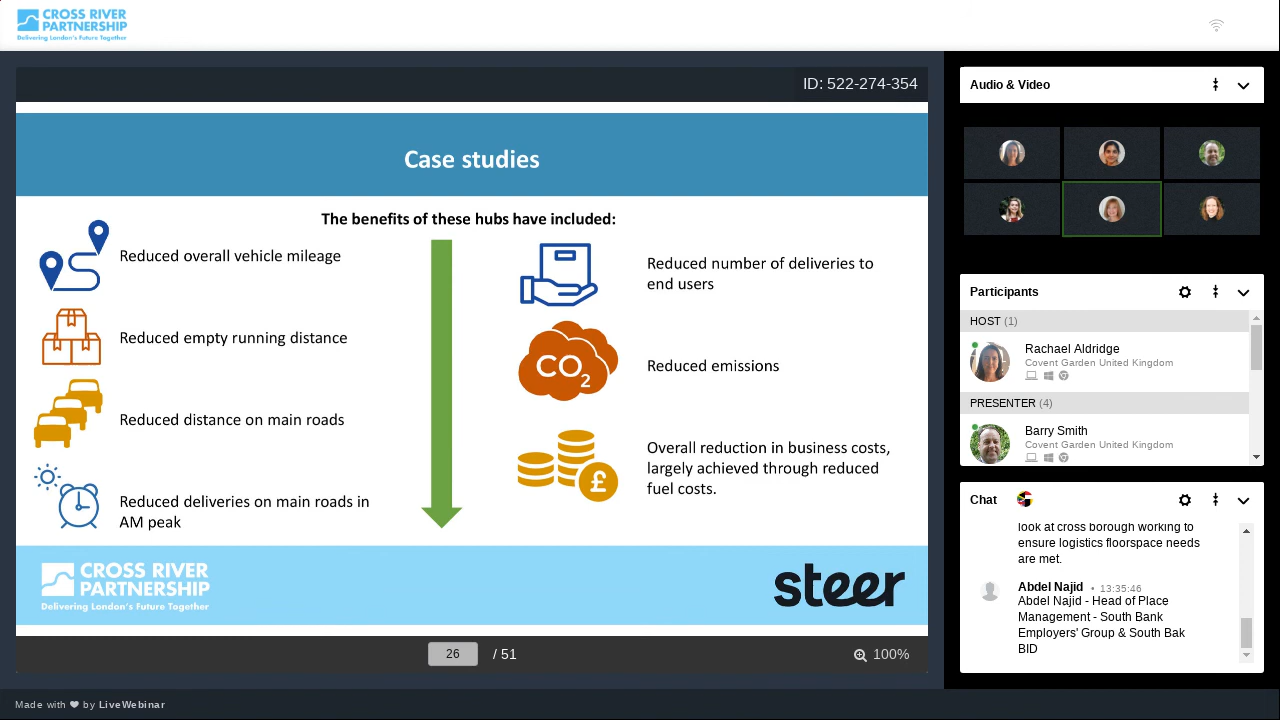 CROSS RIVER
PARTNERSHIP
Delivering London's Future Together
ID: 522-274-354
Case studies
The benefits of these hubs have included:
Reduced overall vehicle mileage
Reduced empty running distance
Reduced distance on main roads
Reduced deliveries on main roads in
AM peak
Reduced number of deliveries to
end users
CO2
Reduced emissions
£
Overall reduction in business costs,
largely achieved through reduced
fuel costs.
CROSS RIVER
PARTNERSHIP
Delivering London's Future Together
steer
26 / 51
100%
Made with by LiveWebinar
Audio & Video
Participants
HOST (1)
Rachael Aldridge
Covent Garden United Kingdom
PRESENTER (4)
Barry Smith
Covent Garden United Kingdom
Chat
look at cross borough working to
ensure logistics floorspace needs
are met.
Abdel Najid • 13:35:46
Abdel Najid - Head of Place
Management - South Bank
Employers' Group & South Bak
BID